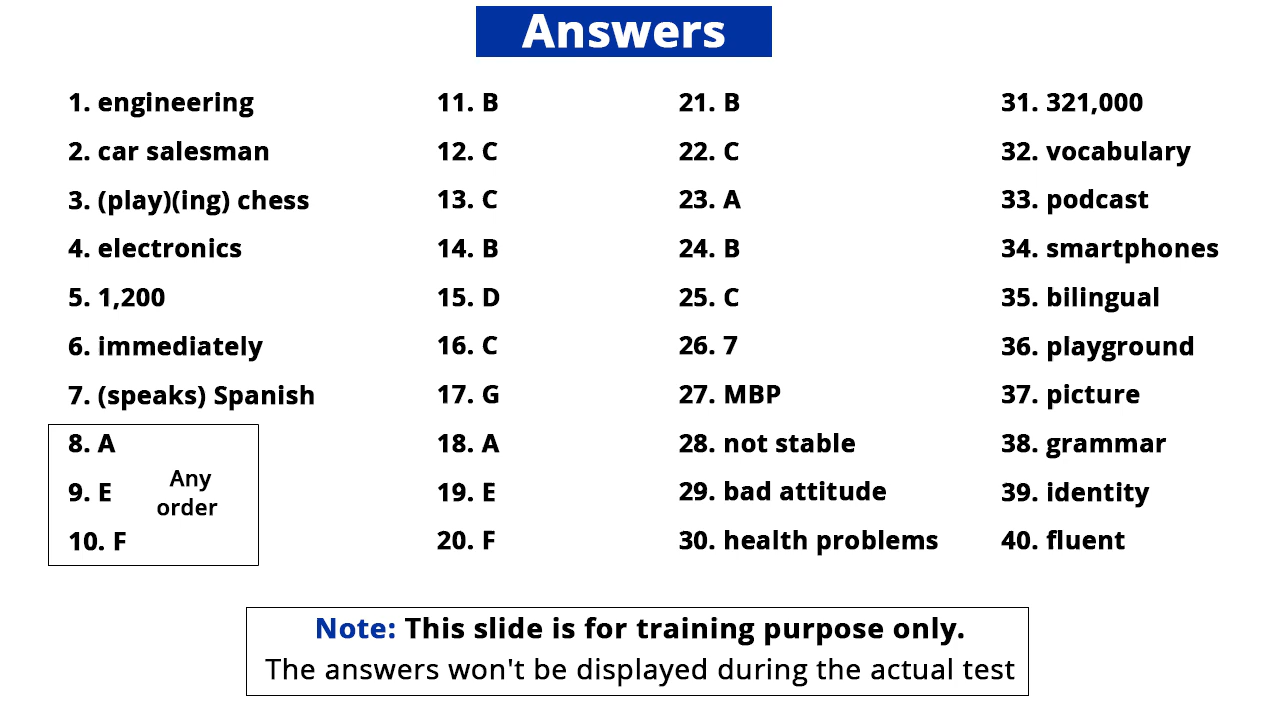 Answers
1. engineering
2. car salesman
3. (play)(ing) chess
4. electronics
5. 1,200
6. immediately
7. (speaks) Spanish
8. A
9. E
10. F
Any
order
11. B
12. C
13. C
14. B
15. D
16. C
17. G
18. A
19. E
20. F
21. B
22. C
23. A
24. B
25. C
26. 7
27. MBP
28. not stable
29. bad attitude
30. health problems
31. 321,000
32. vocabulary
33. podcast
34. smartphones
35. bilingual
36. playground
37. picture
38. grammar
39. identity
40. fluent
Note: This slide is for training purpose only.
The answers won't be displayed during the actual test